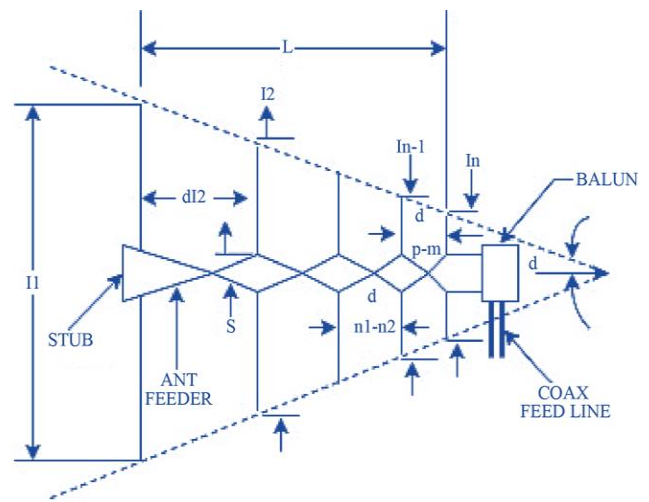 L
I2
In-1
In
BALUN
dI2
d
p-m
d
I1
d
STUB
S
n1-n2
ANT
FEEDER
COAX
FEED LINE